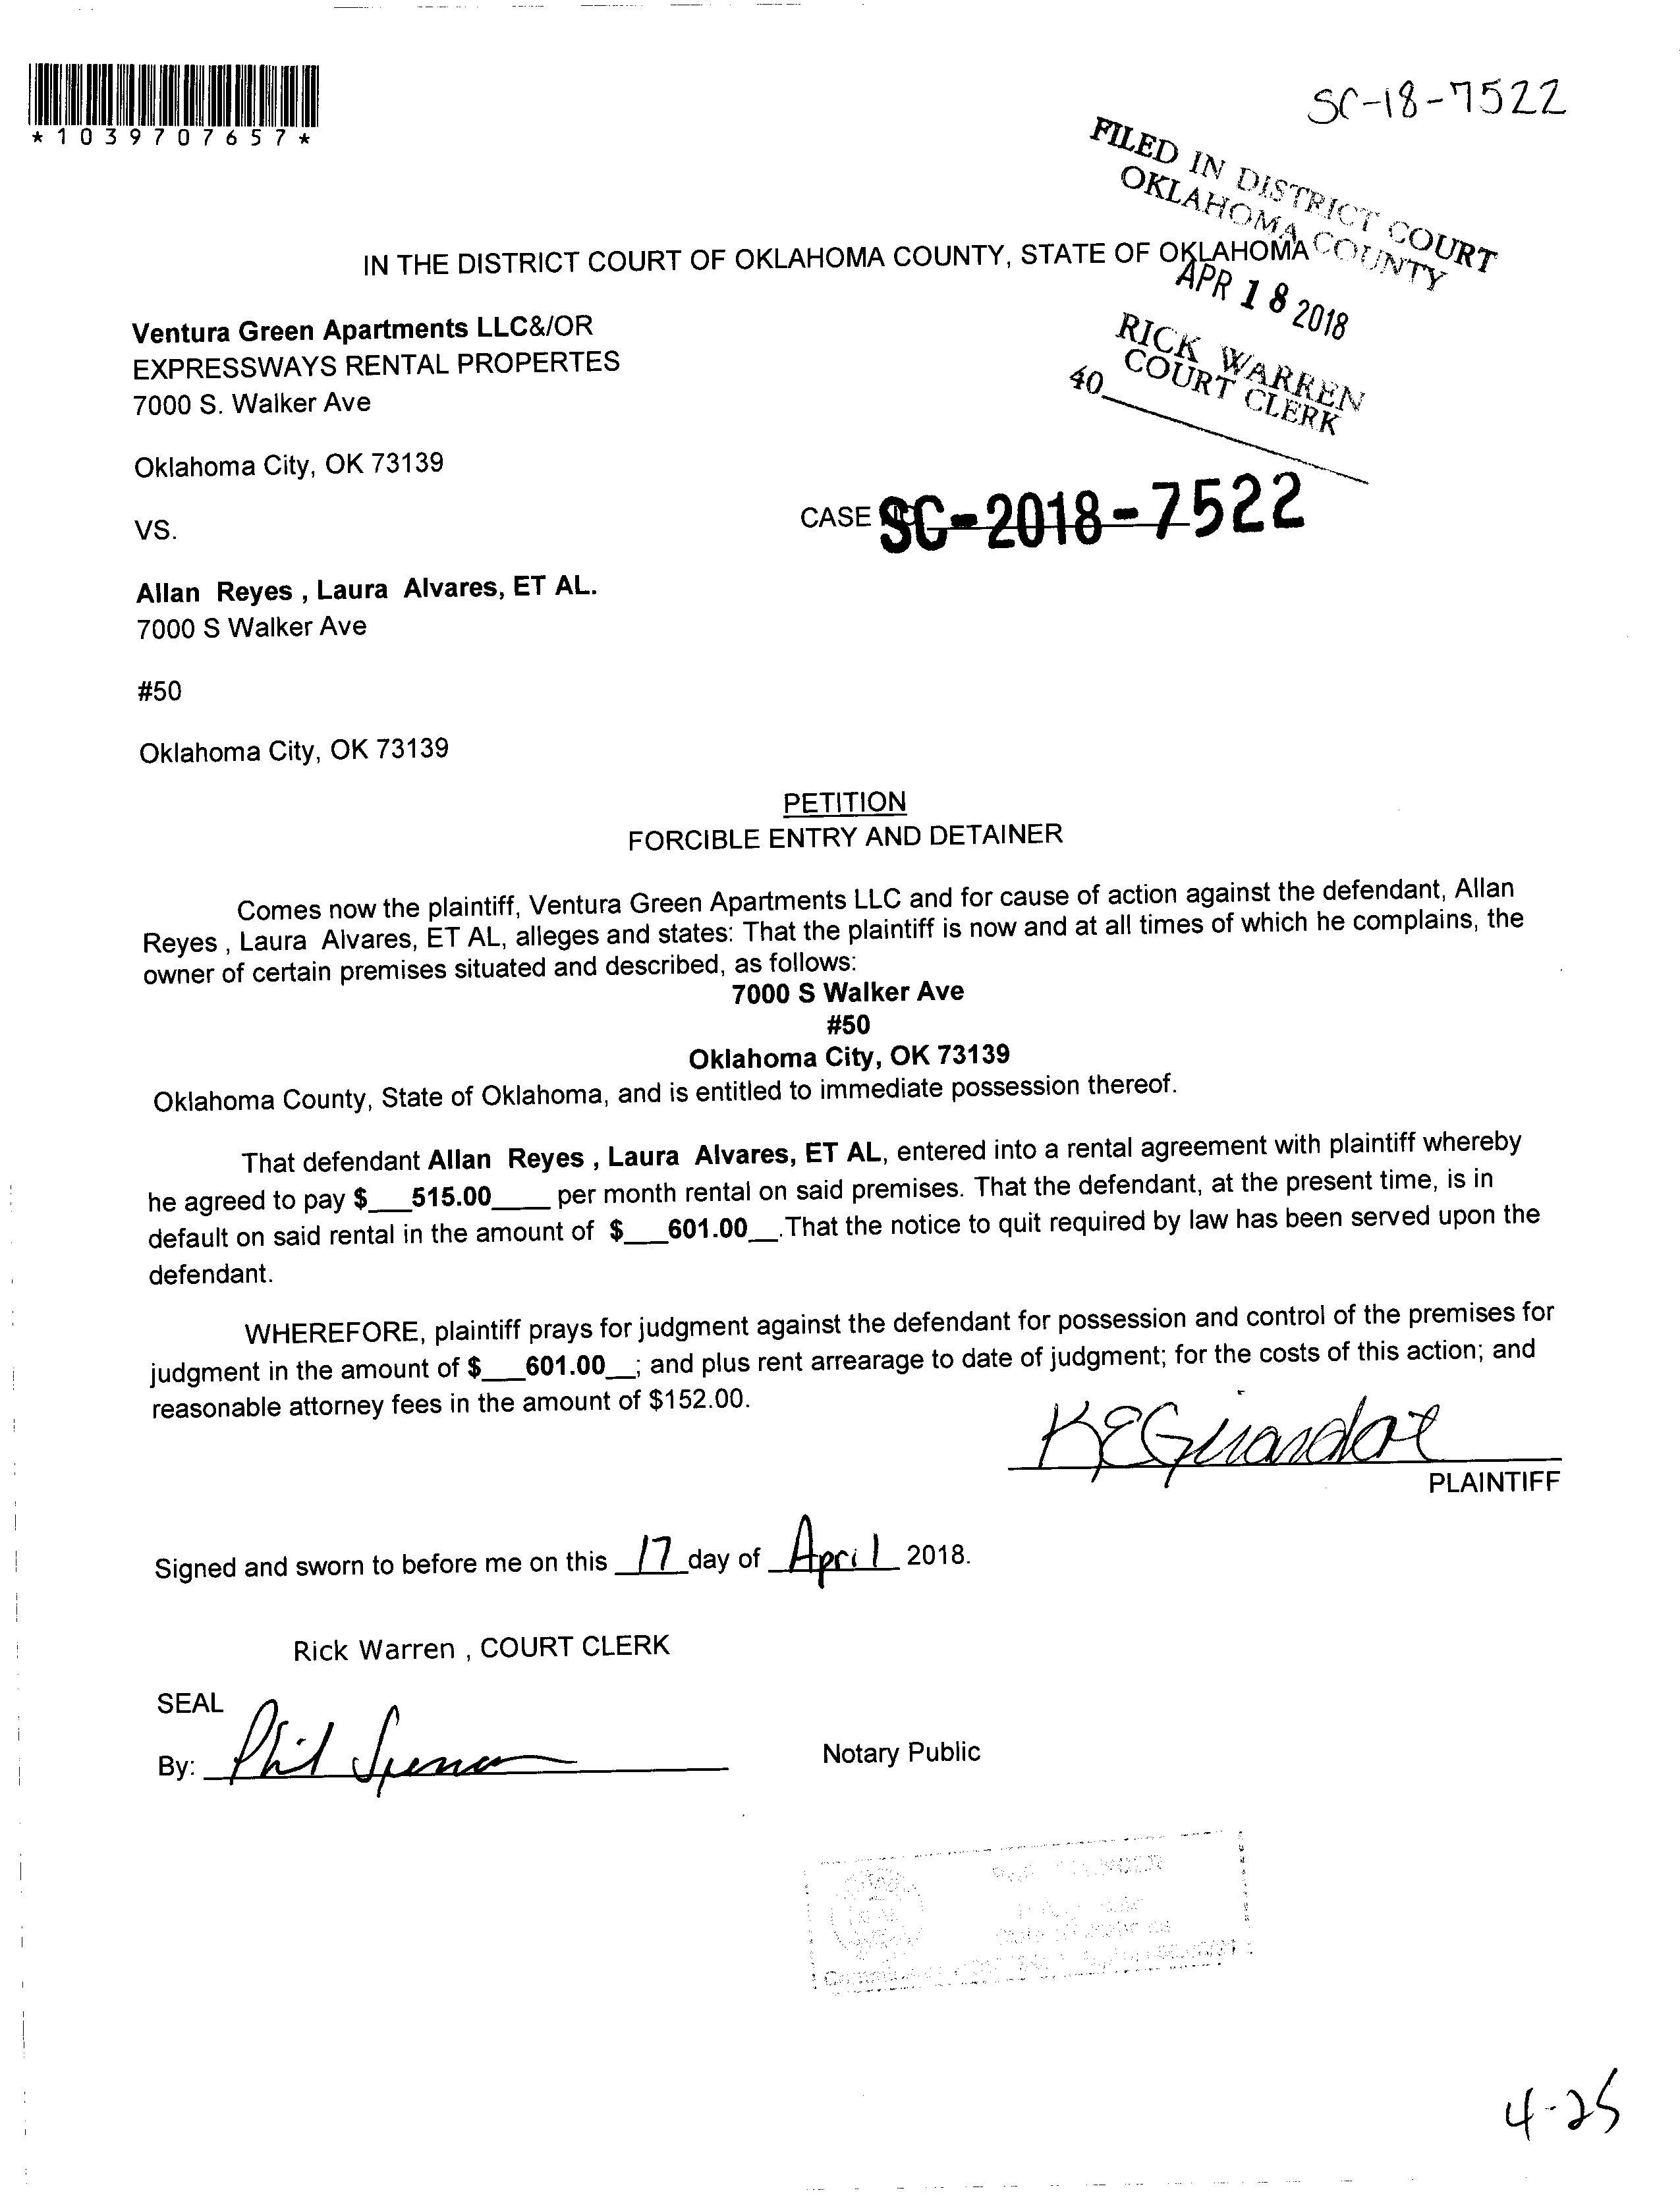 *1039707657*
SC-18-7522
FILED IN DISTRICT COURT
OKLAHOMA COUNTY
APR 18 2018
RICK WARREN
COURT CLERK
40
IN THE DISTRICT COURT OF OKLAHOMA COUNTY, STATE OF OKLAHOMA
Ventura Green Apartments LLC&/OR
EXPRESSWAYS RENTAL PROPERTES
7000 S. Walker Ave
Oklahoma City, OK 73139
VS.
CASE SC-2018-7522
Allan Reyes , Laura Alvares, ET AL.
7000 S Walker Ave
#50
Oklahoma City, OK 73139
PETITION
FORCIBLE ENTRY AND DETAINER
Comes now the plaintiff, Ventura Green Apartments LLC and for cause of action against the defendant, Allan
Reyes , Laura Alvares, ET AL, alleges and states: That the plaintiff is now and at all times of which he complains, the
owner of certain premises situated and described, as follows:
7000 S Walker Ave
#50
Oklahoma City, OK 73139
Oklahoma County, State of Oklahoma, and is entitled to immediate possession thereof.
That defendant Allan Reyes , Laura Alvares, ET AL, entered into a rental agreement with plaintiff whereby
he agreed to pay $___515.00____ per month rental on said premises. That the defendant, at the present time, is in
default on said rental in the amount of $___601.00__.That the notice to quit required by law has been served upon the
defendant.
WHEREFORE, plaintiff prays for judgment against the defendant for possession and control of the premises for
judgment in the amount of $___601.00__; and plus rent arrearage to date of judgment; for the costs of this action; and
reasonable attorney fees in the amount of $152.00.
KEGirardot
PLAINTIFF
Signed and sworn to before me on this 17 day of April 2018.
Rick Warren , COURT CLERK
SEAL
By: Phil Spencer
Notary Public
4-25